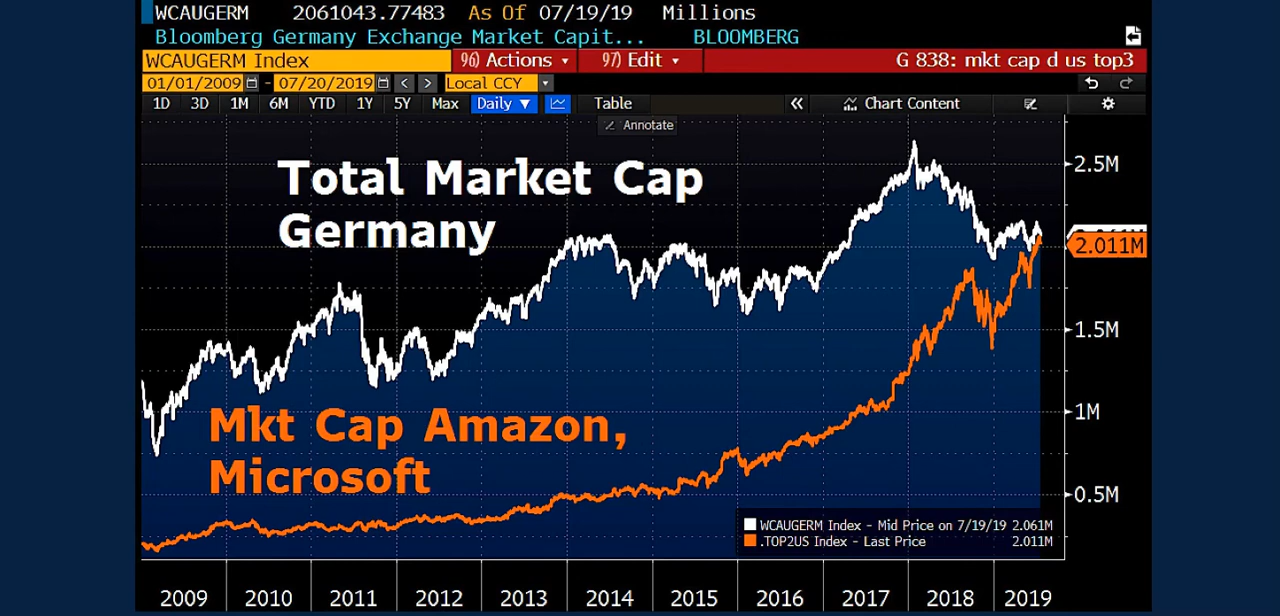 WCAUGERM 2061043.77483 As Of 07/19/19 Millions
Bloomberg Germany Exchange Market Capit... BLOOMBERG
WCAUGERM Index 96) Actions 97) Edit G 838: mkt cap d us top3
01/01/2009 - 07/20/2019 < > Local CCY
1D 3D 1M 6M YTD 1Y 5Y Max Daily ▼ Table « Chart Content
Annotate
Total Market Cap
Germany
2.5M
2.011M
1.5M
1M
Mkt Cap Amazon,
Microsoft
0.5M
WCAUGERM Index - Mid Price on 7/19/19 2.061M
.TOP2US Index - Last Price 2.011M
2009 2010 2011 2012 2013 2014 2015 2016 2017 2018 2019